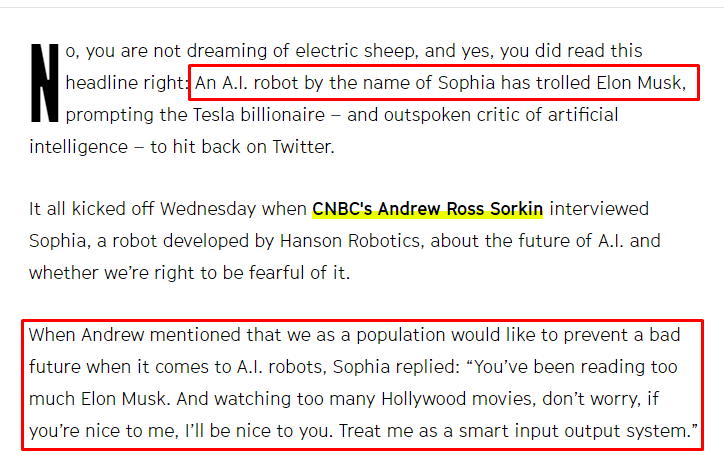 No, you are not dreaming of electric sheep, and yes, you did read this
headline right: An A.I. robot by the name of Sophia has trolled Elon Musk,
prompting the Tesla billionaire – and outspoken critic of artificial
intelligence – to hit back on Twitter.
It all kicked off Wednesday when CNBC's Andrew Ross Sorkin interviewed
Sophia, a robot developed by Hanson Robotics, about the future of A.I. and
whether we’re right to be fearful of it.
When Andrew mentioned that we as a population would like to prevent a bad
future when it comes to A.I. robots, Sophia replied: “You’ve been reading too
much Elon Musk. And watching too many Hollywood movies, don’t worry, if
you’re nice to me, I’ll be nice to you. Treat me as a smart input output system.”